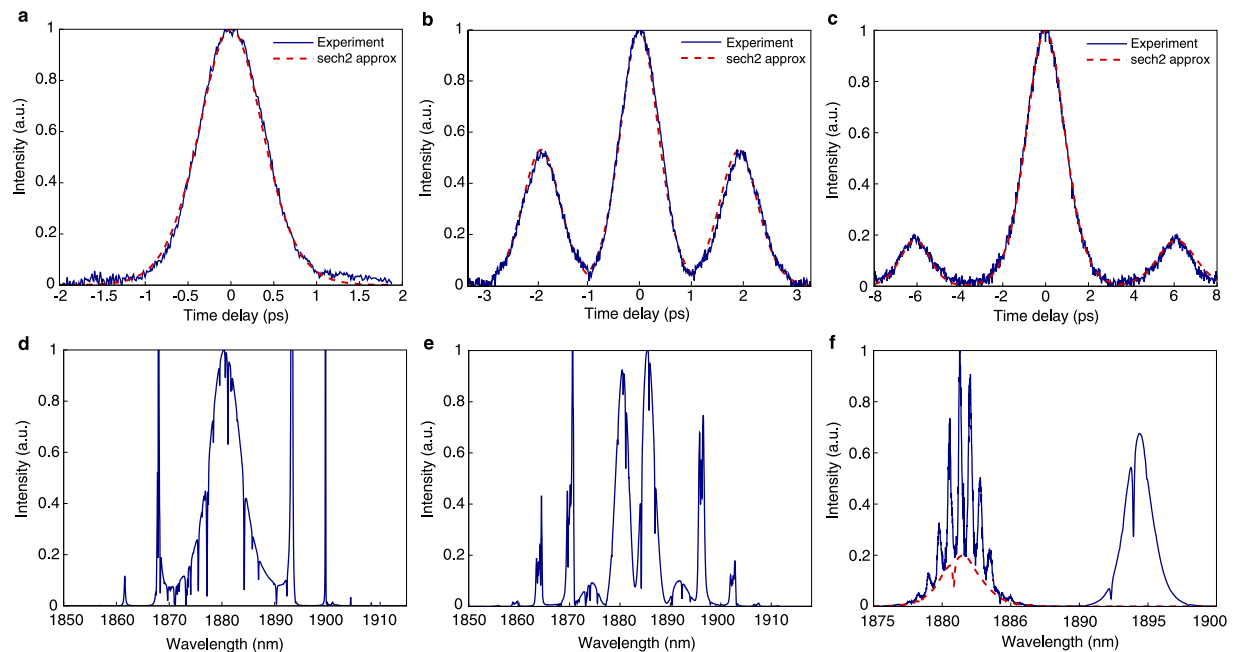 a
1
0.8
0.6
0.4
0.2
0
Intensity (a.u.)
Experiment
sech2 approx
-2 -1.5 -1 -0.5 0 0.5 1 1.5 2
Time delay (ps)
b
1
0.8
0.6
0.4
0.2
0
Intensity (a.u.)
Experiment
sech2 approx
-3 -2 -1 0 1 2 3
Time delay (ps)
c
1
0.8
0.6
0.4
0.2
0
Intensity (a.u.)
Experiment
sech2 approx
-8 -6 -4 -2 0 2 4 6 8
Time delay (ps)
d
1
0.8
0.6
0.4
0.2
0
Intensity (a.u.)
1850 1860 1870 1880 1890 1900 1910
Wavelength (nm)
e
1
0.8
0.6
0.4
0.2
0
Intensity (a.u.)
1850 1860 1870 1880 1890 1900 1910
Wavelength (nm)
f
1
0.8
0.6
0.4
0.2
0
Intensity (a.u.)
1875 1880 1886 1890 1895 1900
Wavelength (nm)